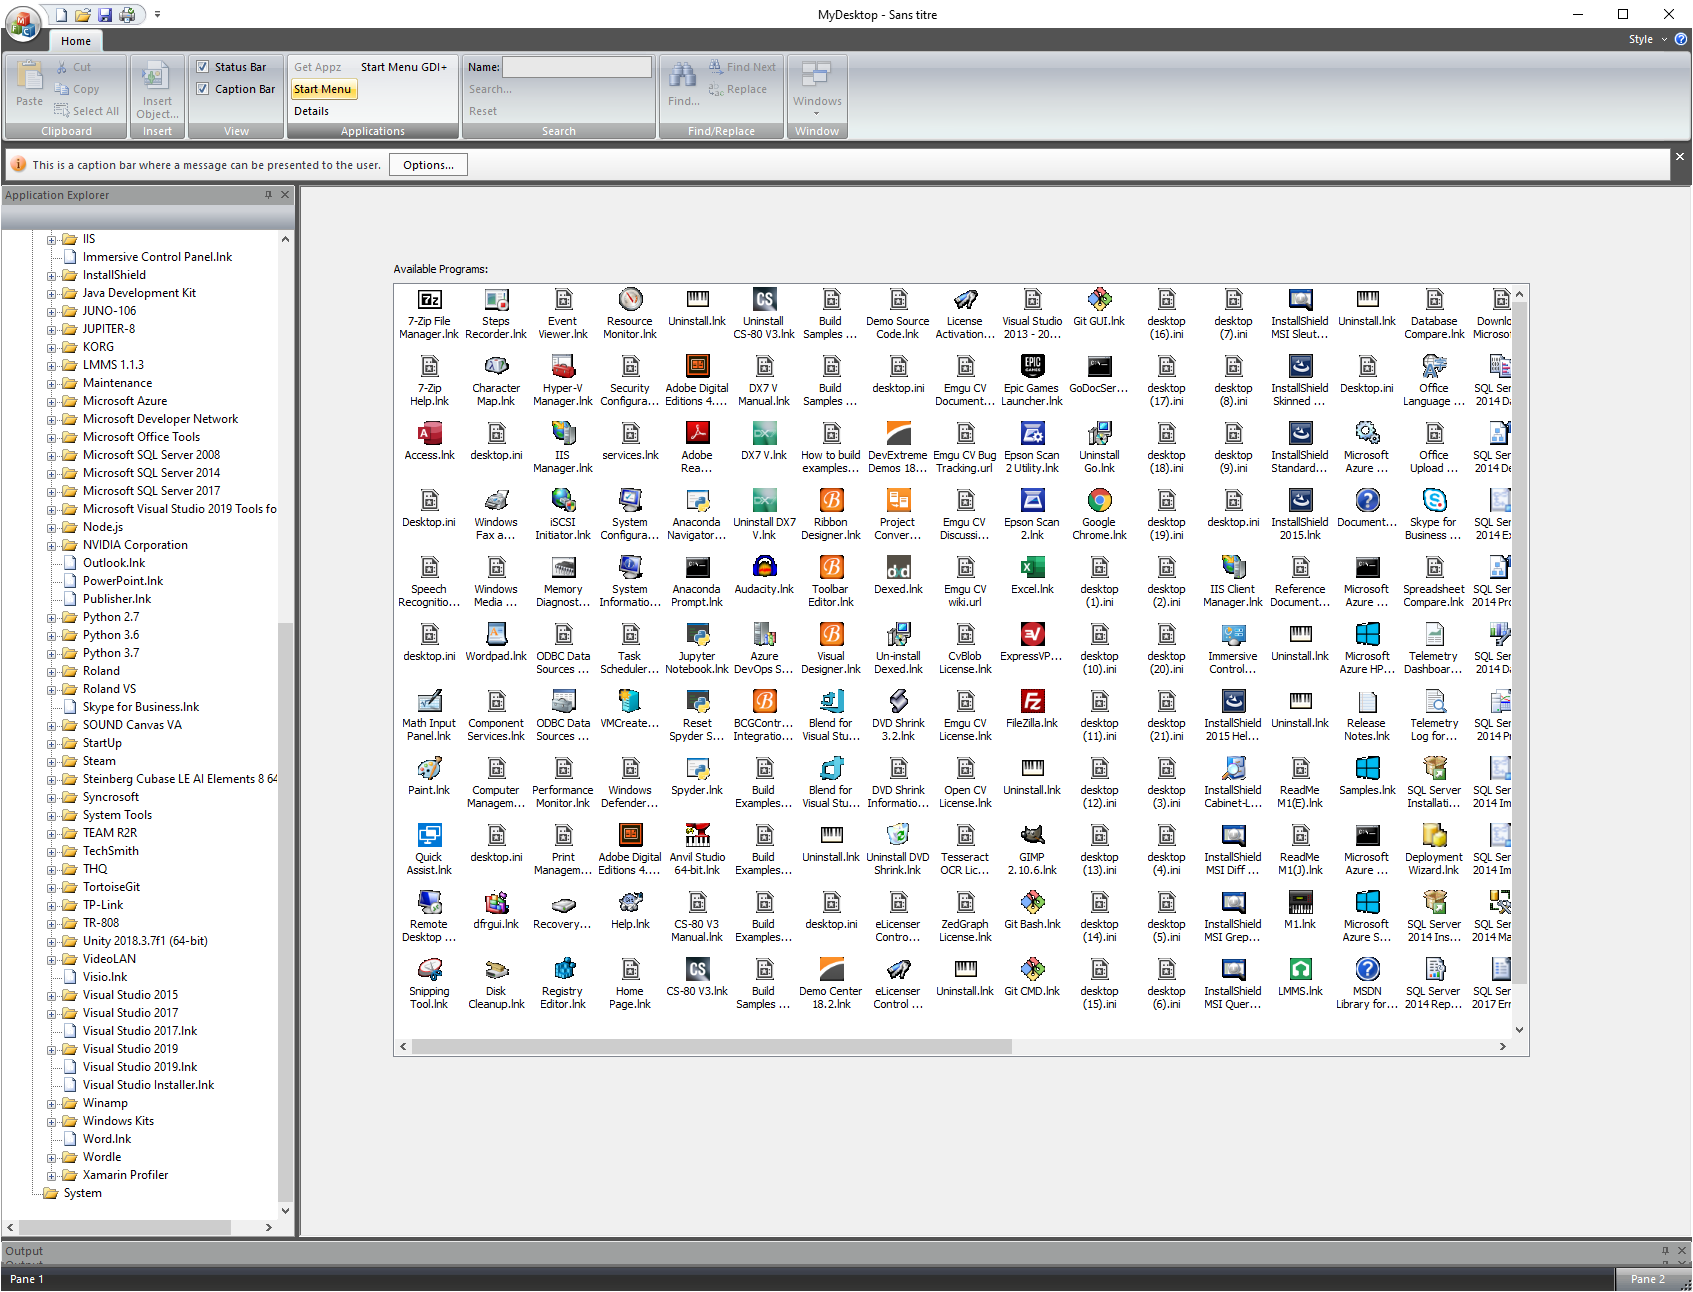 MyDesktop - Sans titre
Home
Style
Paste
Cut
Copy
Select All
Clipboard
Insert
Object...
Insert
Status Bar
Caption Bar
View
Get Appz
Start Menu GDI+
Start Menu
Details
Applications
Name:
Search...
Reset
Search
Find...
Find Next
Replace
Find/Replace
Windows
Window
This is a caption bar where a message can be presented to the user.
Options...
Application Explorer
IIS
Immersive Control Panel.lnk
InstallShield
Java Development Kit
JUNO-106
JUPITER-8
KORG
LMMS 1.1.3
Maintenance
Microsoft Azure
Microsoft Developer Network
Microsoft Office Tools
Microsoft SQL Server 2008
Microsoft SQL Server 2014
Microsoft SQL Server 2017
Microsoft Visual Studio 2019 Tools fo
Node.js
NVIDIA Corporation
Outlook.lnk
PowerPoint.lnk
Publisher.lnk
Python 2.7
Python 3.6
Python 3.7
Roland
Roland VS
Skype for Business.lnk
SOUND Canvas VA
StartUp
Steam
Steinberg Cubase LE AI Elements 8 64
Syncrosoft
System Tools
TEAM R2R
TechSmith
THQ
TortoiseGit
TP-Link
TR-808
Unity 2018.3.7f1 (64-bit)
VideoLAN
Visio.lnk
Visual Studio 2015
Visual Studio 2017
Visual Studio 2017.lnk
Visual Studio 2019
Visual Studio 2019.lnk
Visual Studio Installer.lnk
Winamp
Windows Kits
Word.lnk
Wordle
Xamarin Profiler
System
Available Programs:
7-Zip File Steps Event Resource Uninstall.lnk Uninstall Build Demo Source License Visual Studio Git GUI.lnk desktop desktop InstallShield Uninstall.lnk Database Downlo
Manager.lnk Recorder.lnk Viewer.lnk Monitor.lnk CS-80 V3.lnk Samples ... Code.lnk Activation... 2013 - 20... (16).ini (7).ini MSI Sleut... Compare.lnk Microsof
7-Zip Character Hyper-V Security Adobe Digital DX7 V Build desktop.ini Emgu CV Epic Games GoDocSer... desktop desktop InstallShield Desktop.ini Office SQL Ser
Help.lnk Map.lnk Manager.lnk Configura... Editions 4.... Manual.lnk Samples ... Document... Launcher.lnk (17).ini (8).ini Skinned ... Language ... 2014 Da
Access.lnk desktop.ini IIS services.lnk Adobe DX7 V.lnk How to build DevExtreme Emgu CV Bug Epson Scan Uninstall desktop desktop InstallShield Microsoft Office SQL Ser
Manager.lnk Rea... examples... Demos 18... Tracking.url 2 Utility.lnk Go.lnk (18).ini (9).ini Standard... Azure ... Upload ... 2014 De
Desktop.ini Windows iSCSI System Anaconda Uninstall DX7 Ribbon Project Emgu CV Epson Scan Google desktop desktop.ini InstallShield Document... Skype for SQL Ser
Fax a... Initiator.lnk Configura... Navigator... V.lnk Designer.lnk Conver... Discussi... 2.lnk Chrome.lnk (19).ini 2015.lnk Business ... 2014 Ex
Speech Windows Memory System Anaconda Audacity.lnk Toolbar Dexed.lnk Emgu CV Excel.lnk desktop desktop IIS Client Reference Microsoft Spreadsheet SQL Ser
Recognitio... Media ... Diagnost... Informatio... Prompt.lnk Editor.lnk wiki.url (1).ini (2).ini Manager.lnk Document... Azure ... Compare.lnk 2014 Pro
desktop.ini Wordpad.lnk ODBC Data Task Jupyter Azure Visual Un-install CvBlob ExpressVP... desktop desktop Immersive Uninstall.lnk Microsoft Telemetry SQL Ser
Sources ... Scheduler... Notebook.lnk DevOps S... Designer.lnk Dexed.lnk License.lnk (10).ini (20).ini Control... Azure HP... Dashboar... 2014 Da
Math Input Component ODBC Data VMCreate... Reset BCGContr... Blend for DVD Shrink Emgu CV FileZilla.lnk desktop desktop InstallShield Uninstall.lnk Release Telemetry SQL Ser
Panel.lnk Services.lnk Sources ... Spyder S... Integratio... Visual Stu... 3.2.lnk License.lnk (11).ini (21).ini 2015 Hel... Notes.lnk Log for... 2014 Pr
Paint.lnk Computer Performance Windows Spyder.lnk Build Blend for DVD Shrink Open CV Uninstall.lnk desktop desktop InstallShield ReadMe Samples.lnk SQL Server SQL Ser
Managem... Monitor.lnk Defender... Examples... Visual Stu... Informatio... License.lnk (12).ini (3).ini Cabinet-L... M1(E).lnk Installati... 2014 Im
Quick desktop.ini Print Adobe Digital Anvil Studio Build Uninstall.lnk Uninstall DVD Tesseract GIMP desktop desktop InstallShield ReadMe Microsoft Deployment SQL Ser
Assist.lnk Managem... Editions 4.... 64-bit.lnk Examples... Shrink.lnk OCR Lic... 2.10.6.lnk (13).ini (4).ini MSI Diff ... M1(J).lnk Azure ... Wizard.lnk 2014 Im
Remote dfrgui.lnk Recovery... Help.lnk CS-80 V3 Build desktop.ini eLicenser ZedGraph Git Bash.lnk desktop desktop InstallShield M1.lnk Microsoft SQL Server SQL Ser
Desktop ... Manual.lnk Examples... Contro... License.lnk (14).ini (5).ini MSI Grep... Azure S... 2014 Ins... 2014 Ma
Snipping Disk Registry Home CS-80 V3.lnk Build Demo Center eLicenser Uninstall.lnk Git CMD.lnk desktop desktop InstallShield LMMS.lnk MSDN SQL Server SQL Ser
Tool.lnk Cleanup.lnk Editor.lnk Page.lnk Samples ... 18.2.lnk Control ... (15).ini (6).ini MSI Quer... Library for... 2014 Rep... 2017 Err
Output
Pane 1
Pane 2